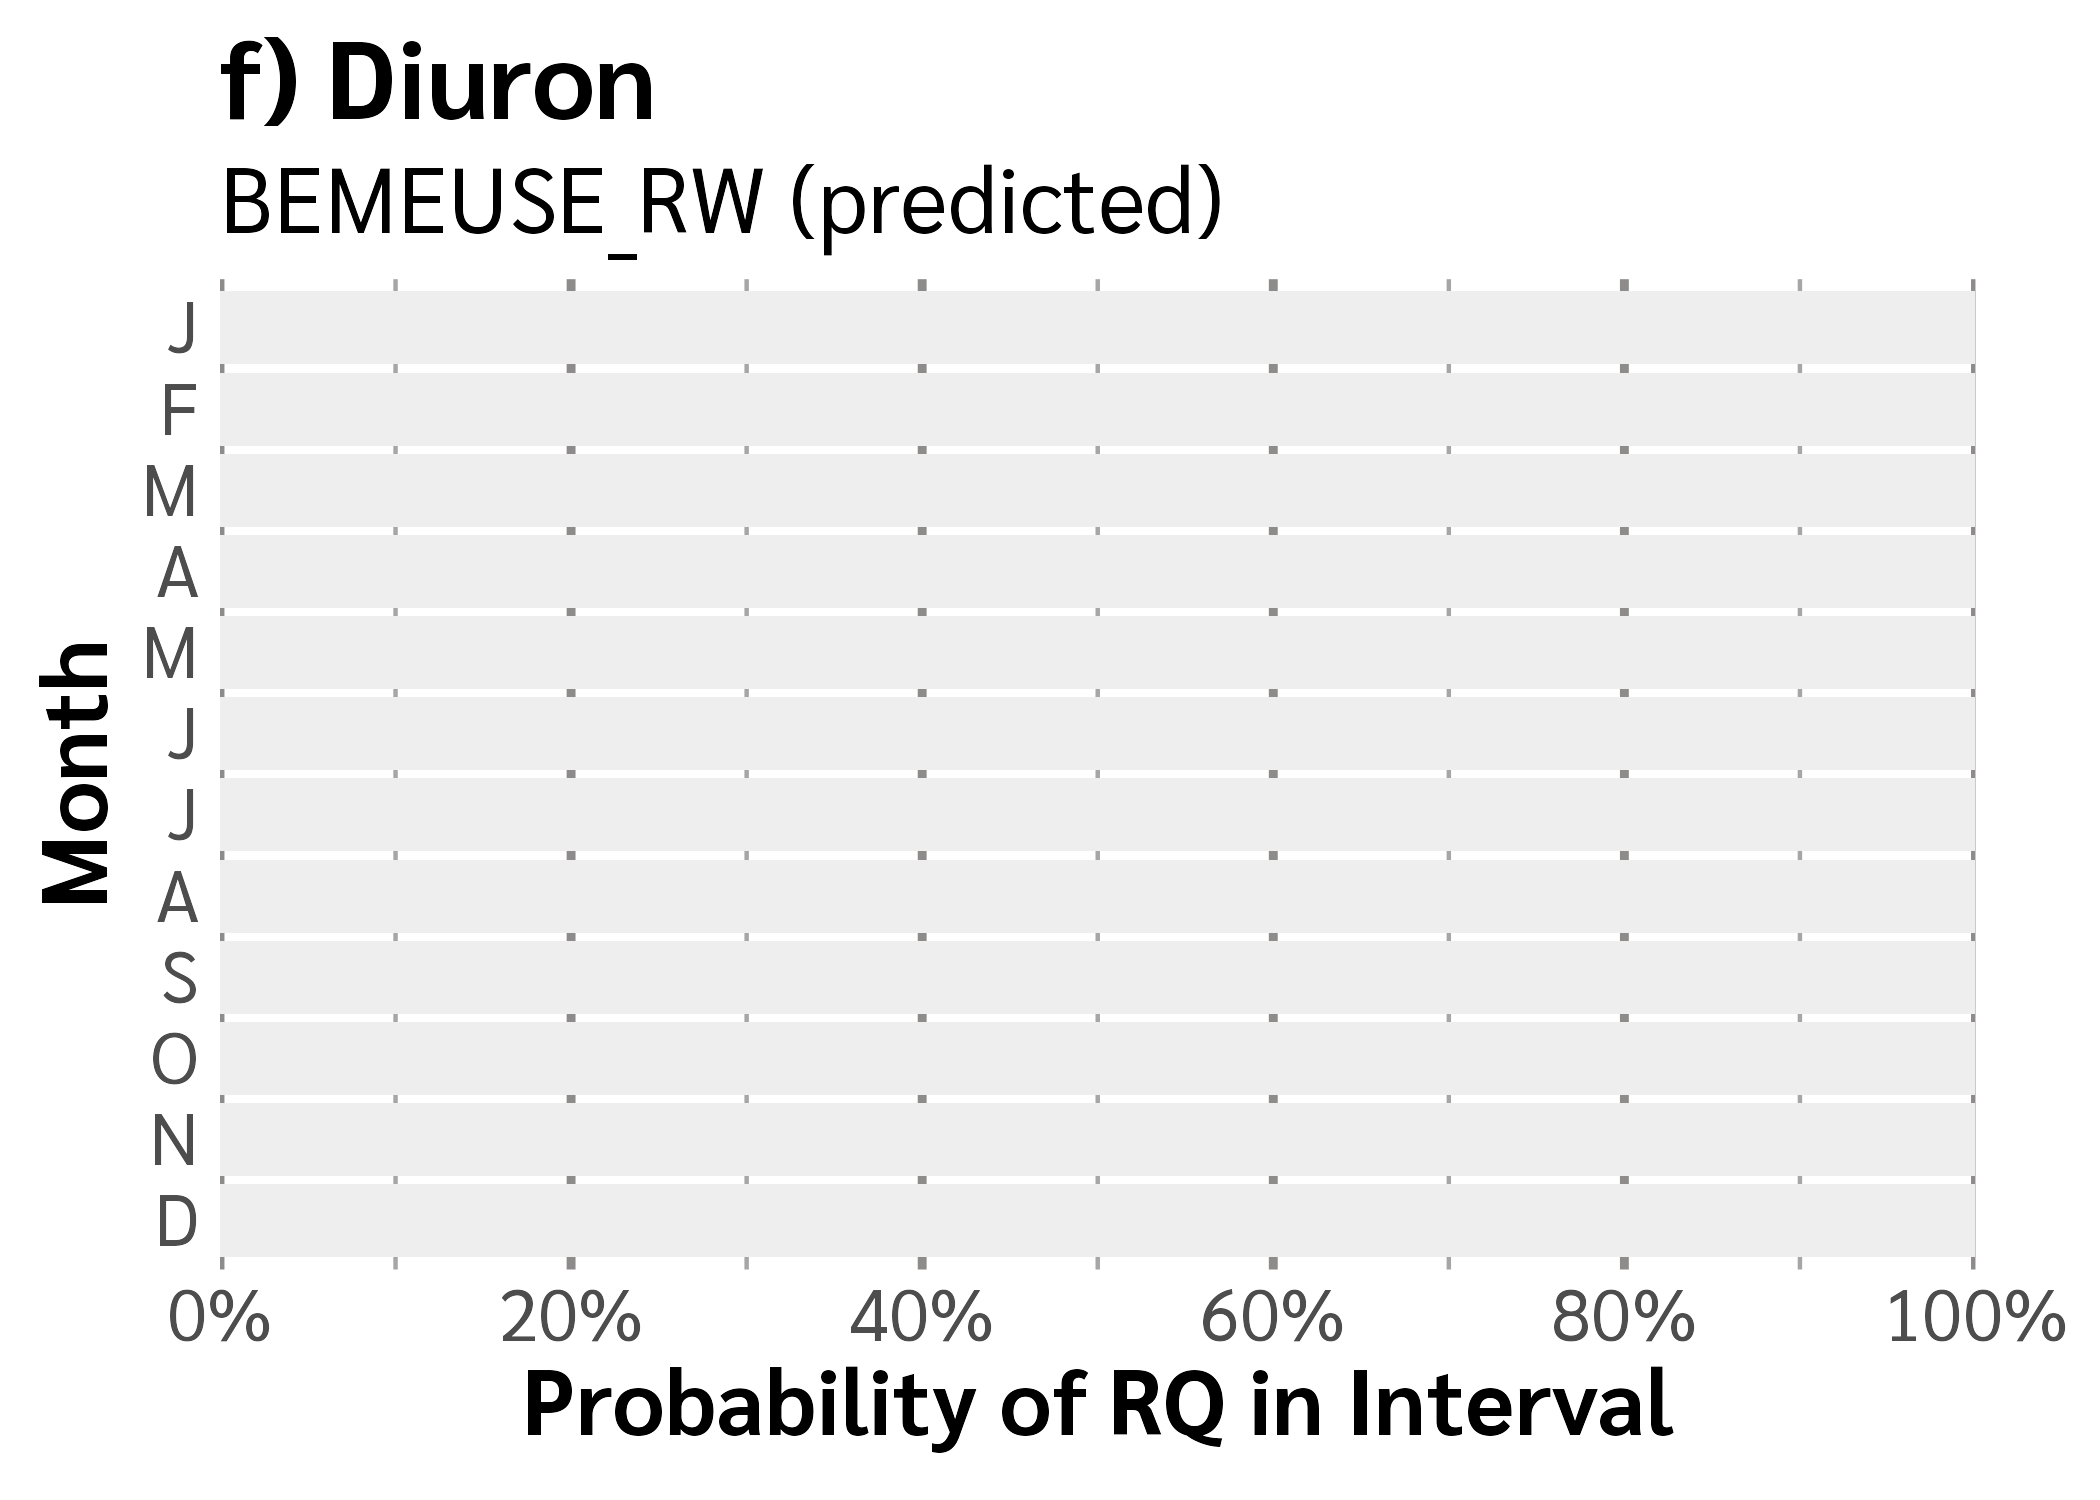 f) Diuron
BEMEUSE_RW (predicted)
J
F
M
A
M
J
J
A
S
O
N
D
Month
0% 20% 40% 60% 80% 100%
Probability of RQ in Interval